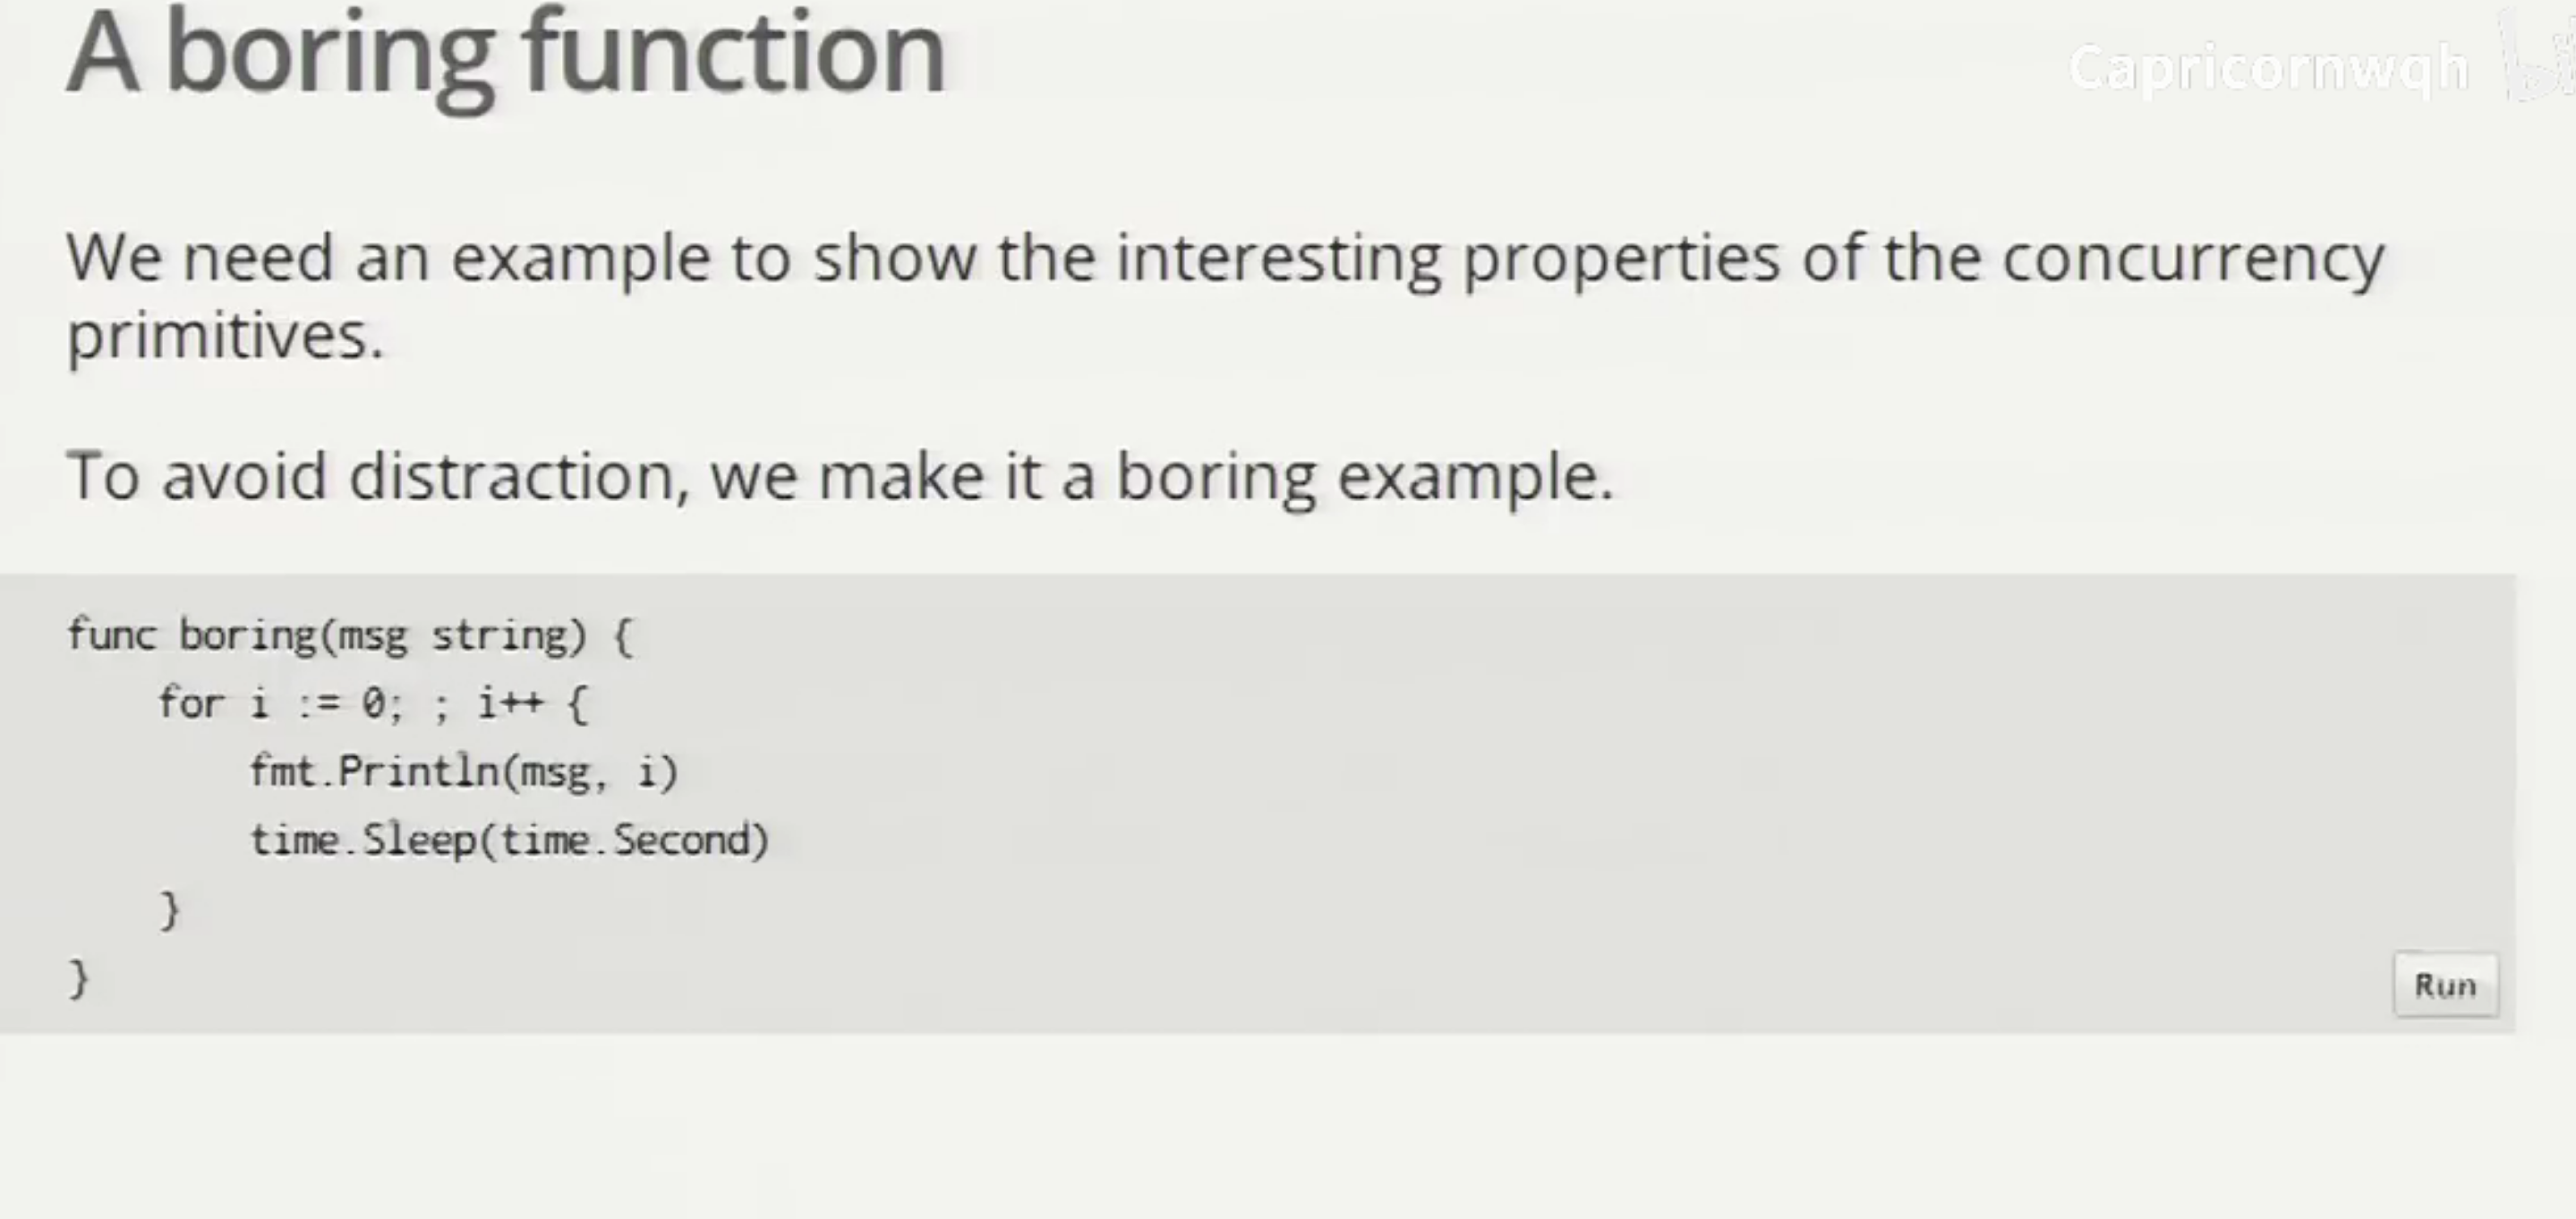 A boring function
Capricornwqh
We need an example to show the interesting properties of the concurrency
primitives.
To avoid distraction, we make it a boring example.
func boring(msg string) {
    for i := 0; ; i++ {
        fmt.Println(msg, i)
        time.Sleep(time.Second)
    }
}
Run